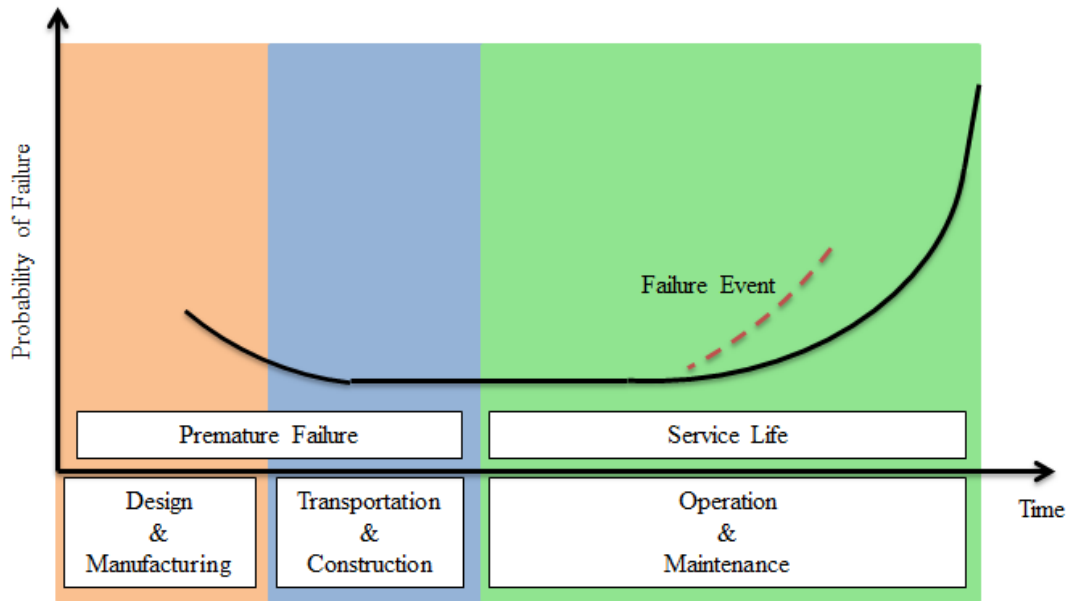 Probability of Failure
Failure Event
Premature Failure
Service Life
Design
&
Manufacturing
Transportation
&
Construction
Operation
&
Maintenance
Time